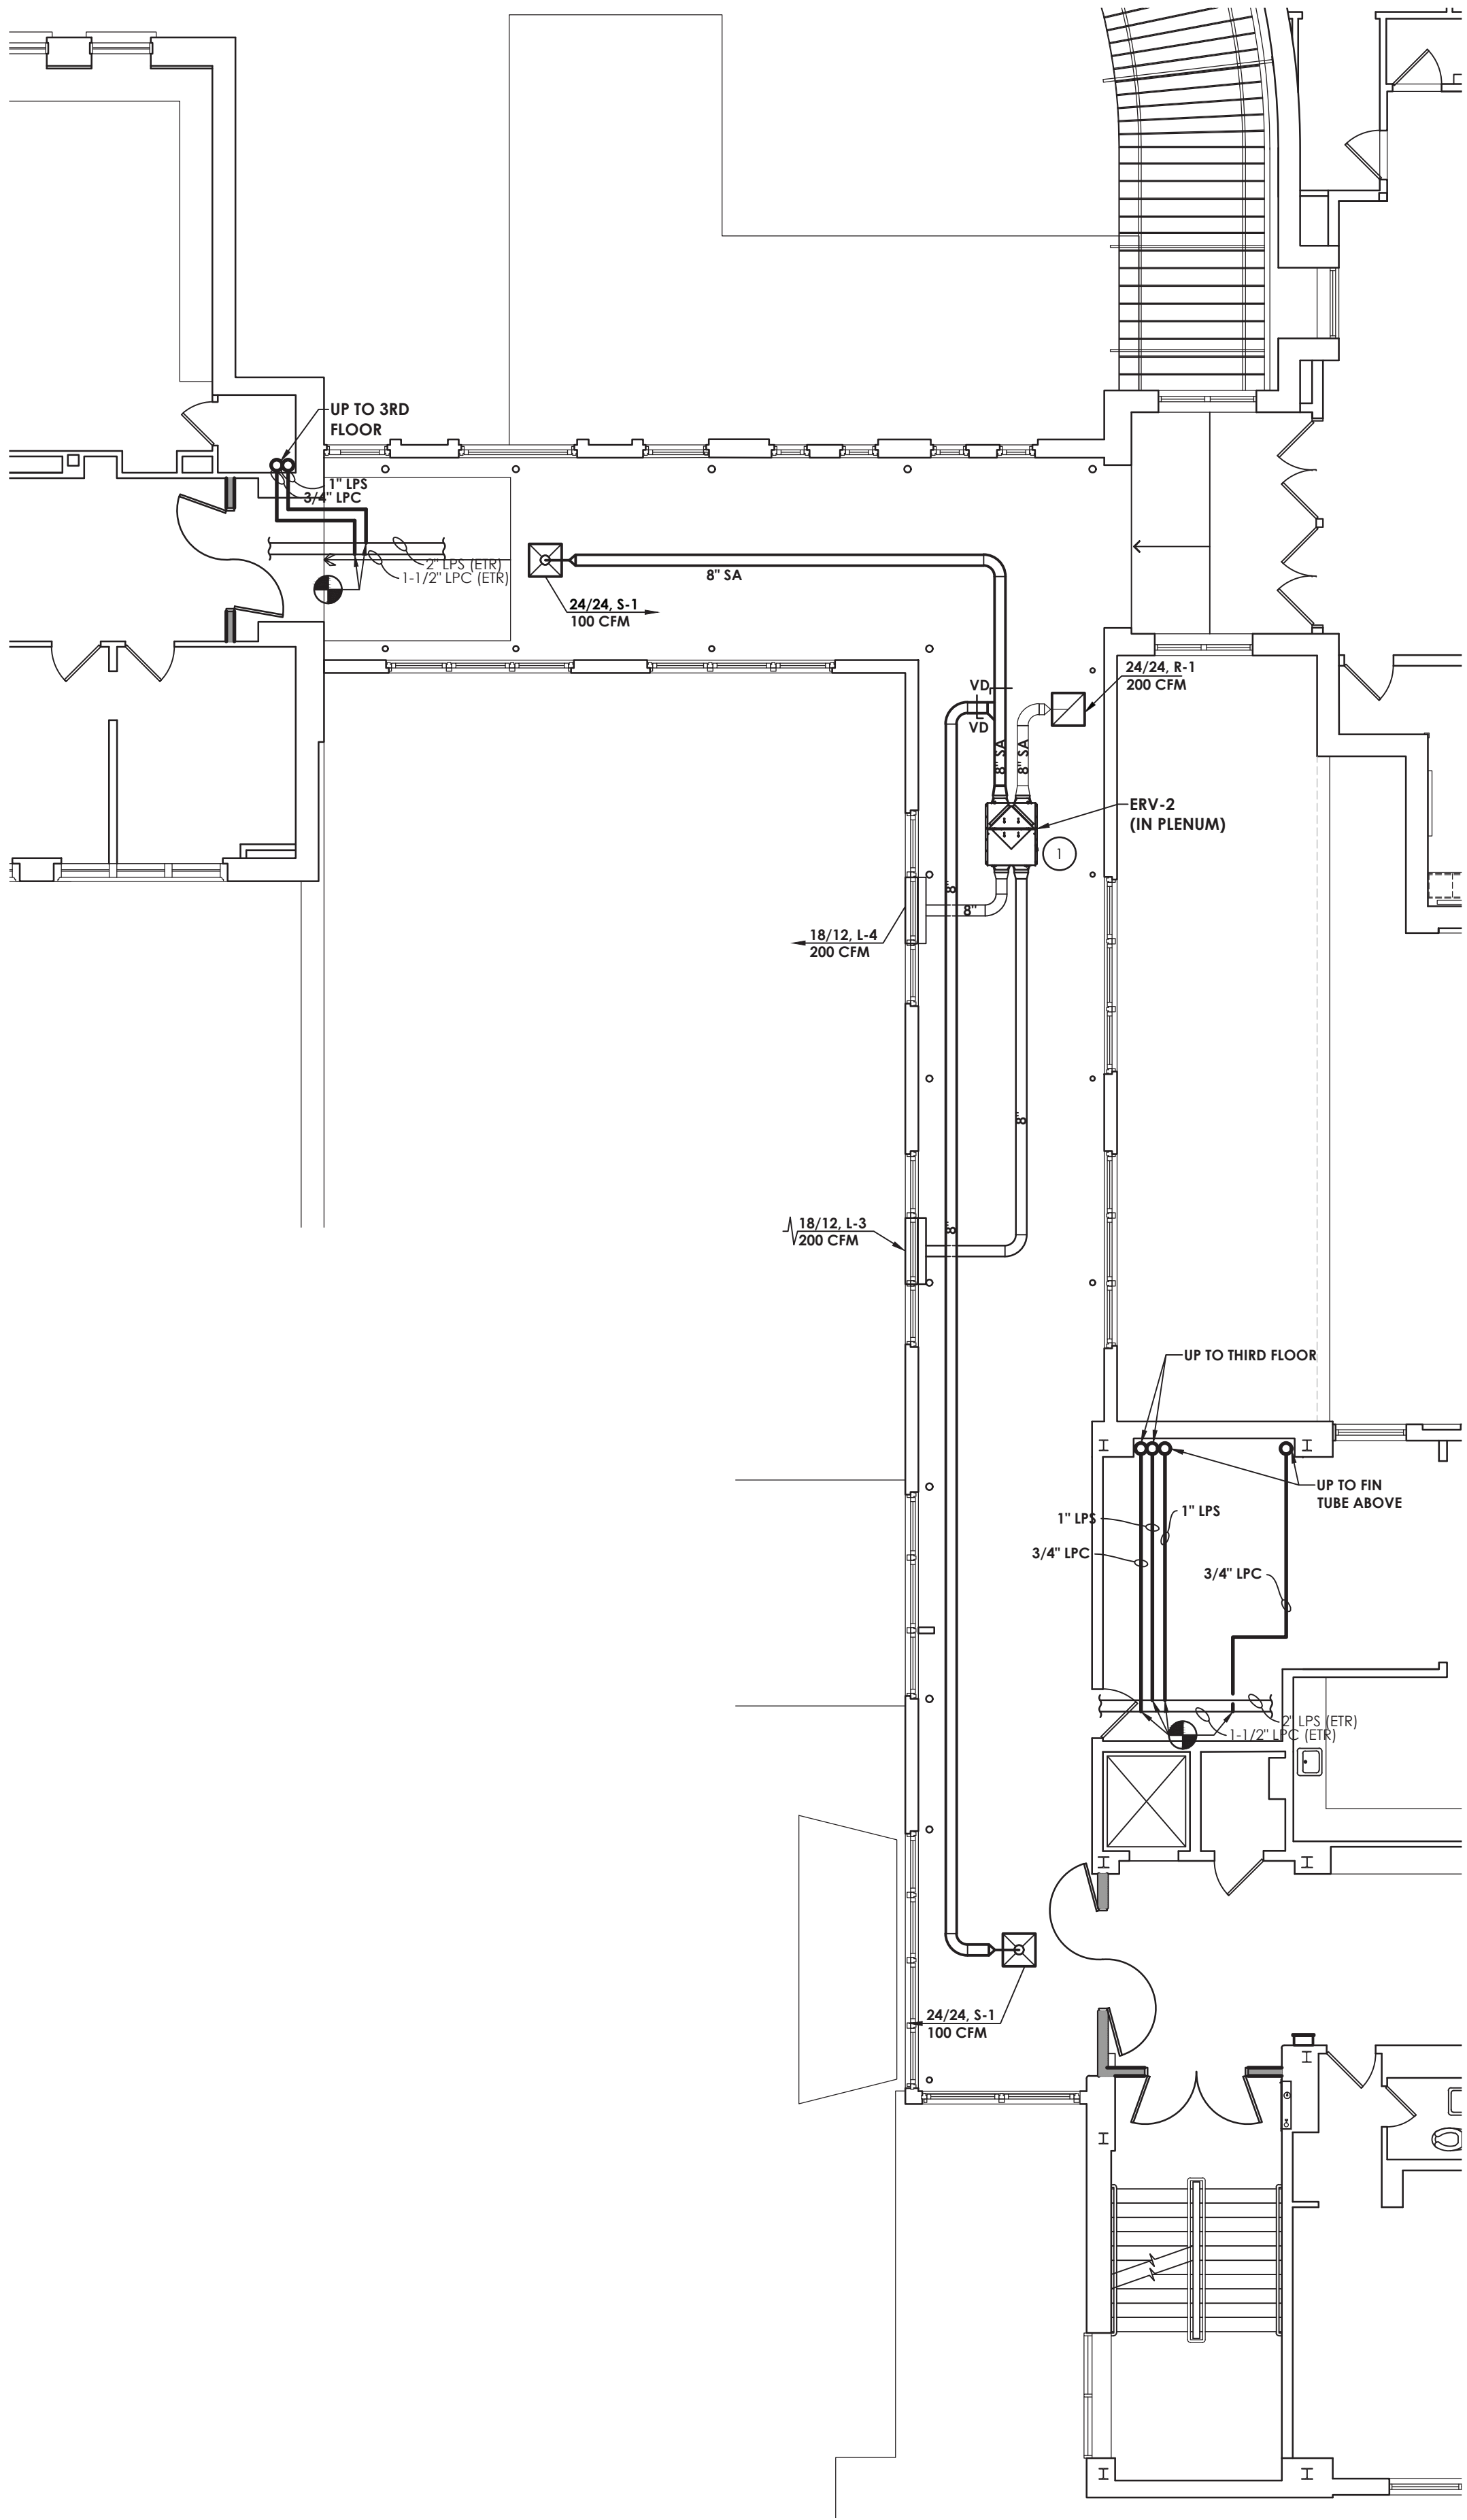 UP TO 3RD
FLOOR
1" LPS
3/4" LPC
2" LPS (ETR)
1-1/2" LPC (ETR)
8" SA
24/24, S-1
100 CFM
24/24, R-1
200 CFM
VD
VD
8" SA
8" SA
ERV-2
(IN PLENUM)
1
8"
8"
18/12, L-4
200 CFM
8"
18/12, L-3
200 CFM
8"
UP TO THIRD FLOOR
UP TO FIN
TUBE ABOVE
1" LPS
1" LPS
3/4" LPC
3/4" LPC
2" LPS (ETR)
1-1/2" LPC (ETR)
24/24, S-1
100 CFM